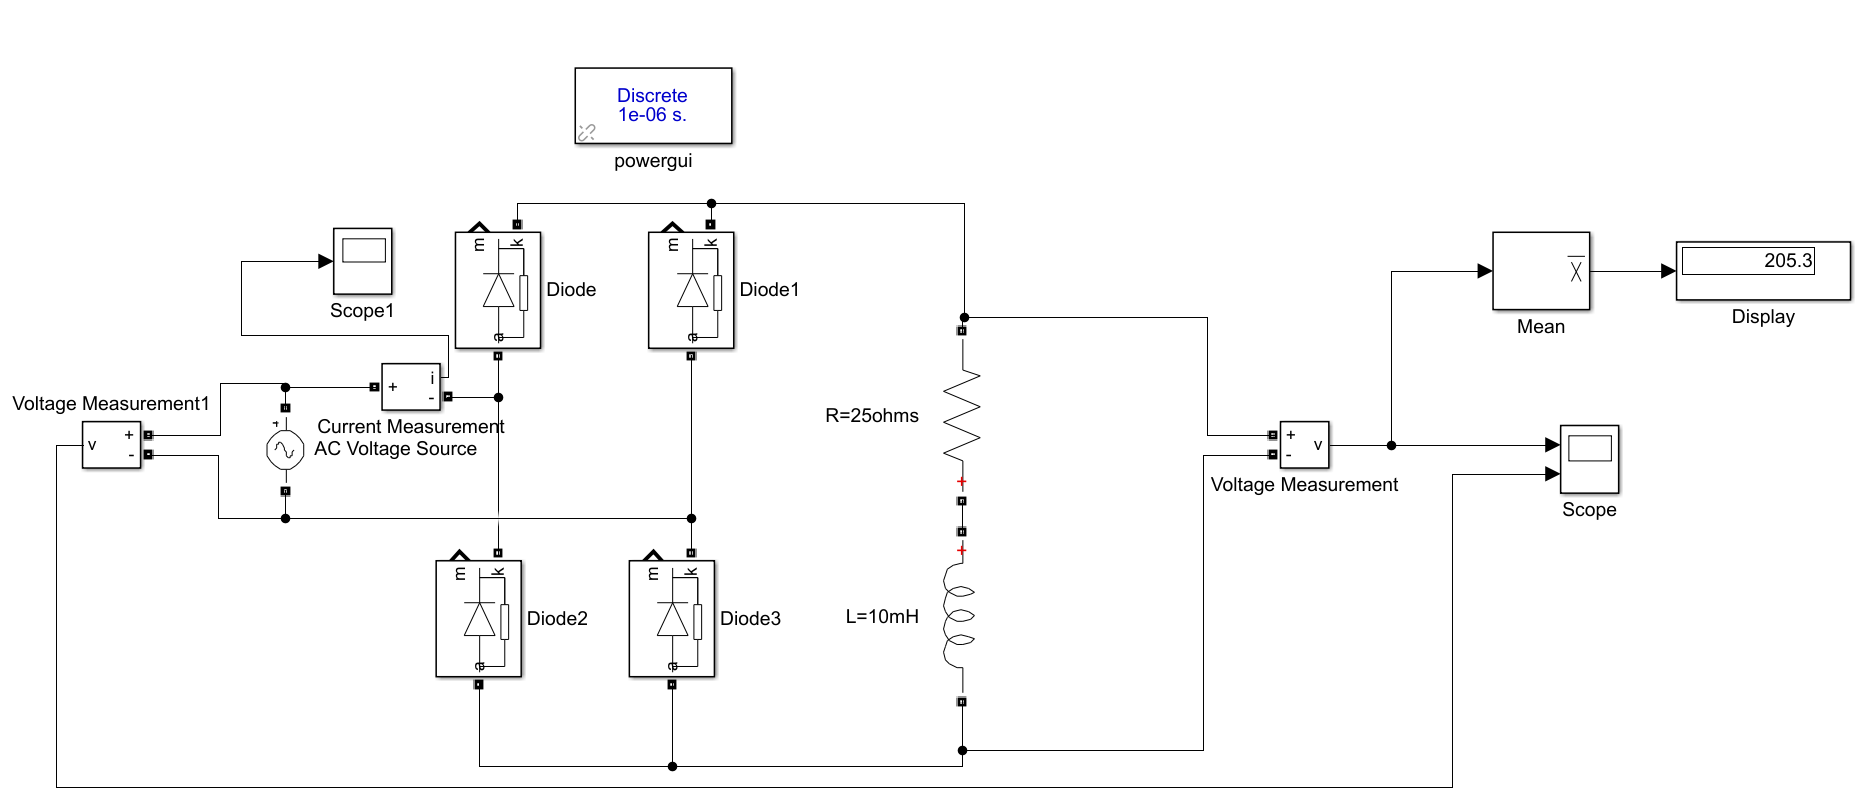 Discrete
1e-06 s.
powergui
Scope1
m
k
a
Diode
m
k
a
Diode1
Voltage Measurement1
v
+
-
+
i
-
Current Measurement
+
AC Voltage Source
R=25ohms
+
+
L=10mH
m
k
a
Diode2
m
k
a
Diode3
+
-
v
Voltage Measurement
Scope
X
Mean
205.3
Display